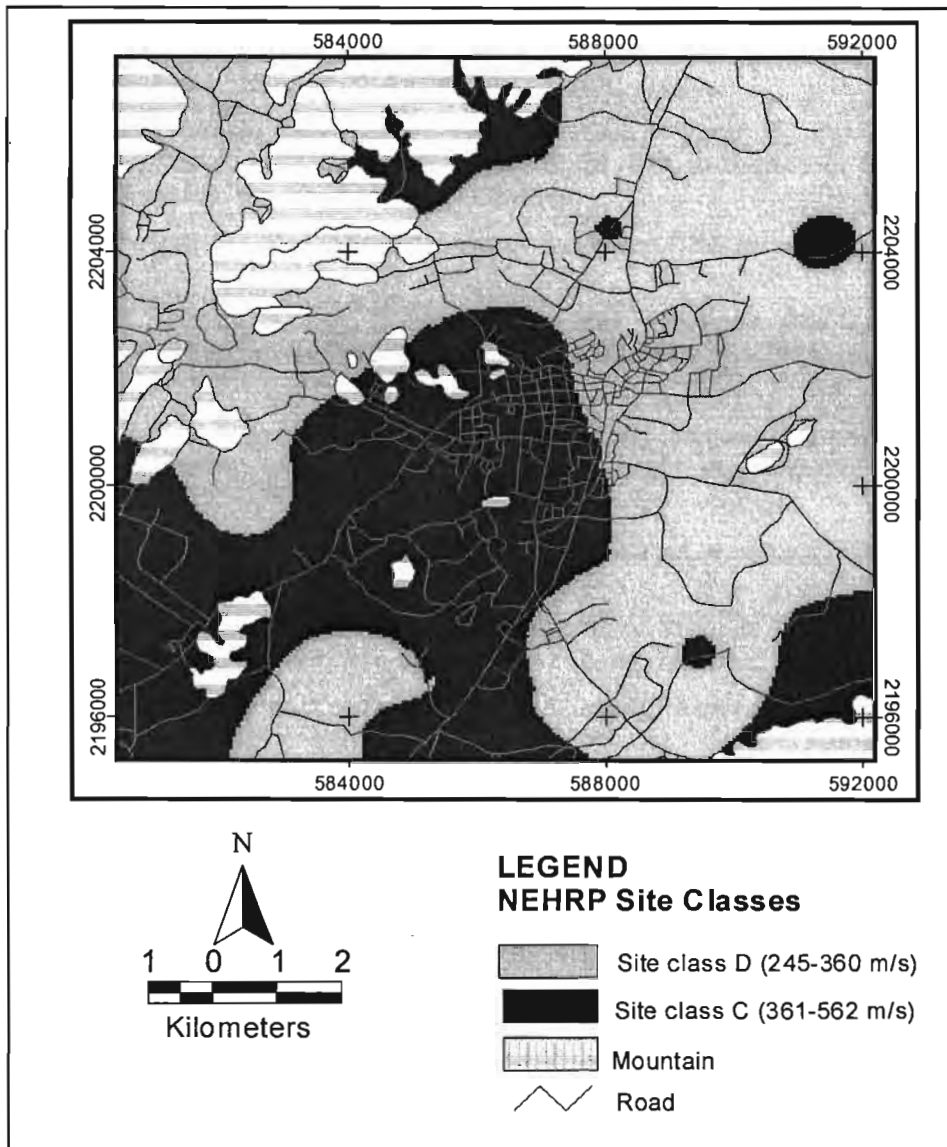 584000 588000 592000
2204000 2204000
2200000 2200000
2196000 2196000
584000 588000 592000
N
1 0 1 2
Kilometers
LEGEND
NEHRP Site Classes
Site class D (245-360 m/s)
Site class C (361-562 m/s)
Mountain
Road